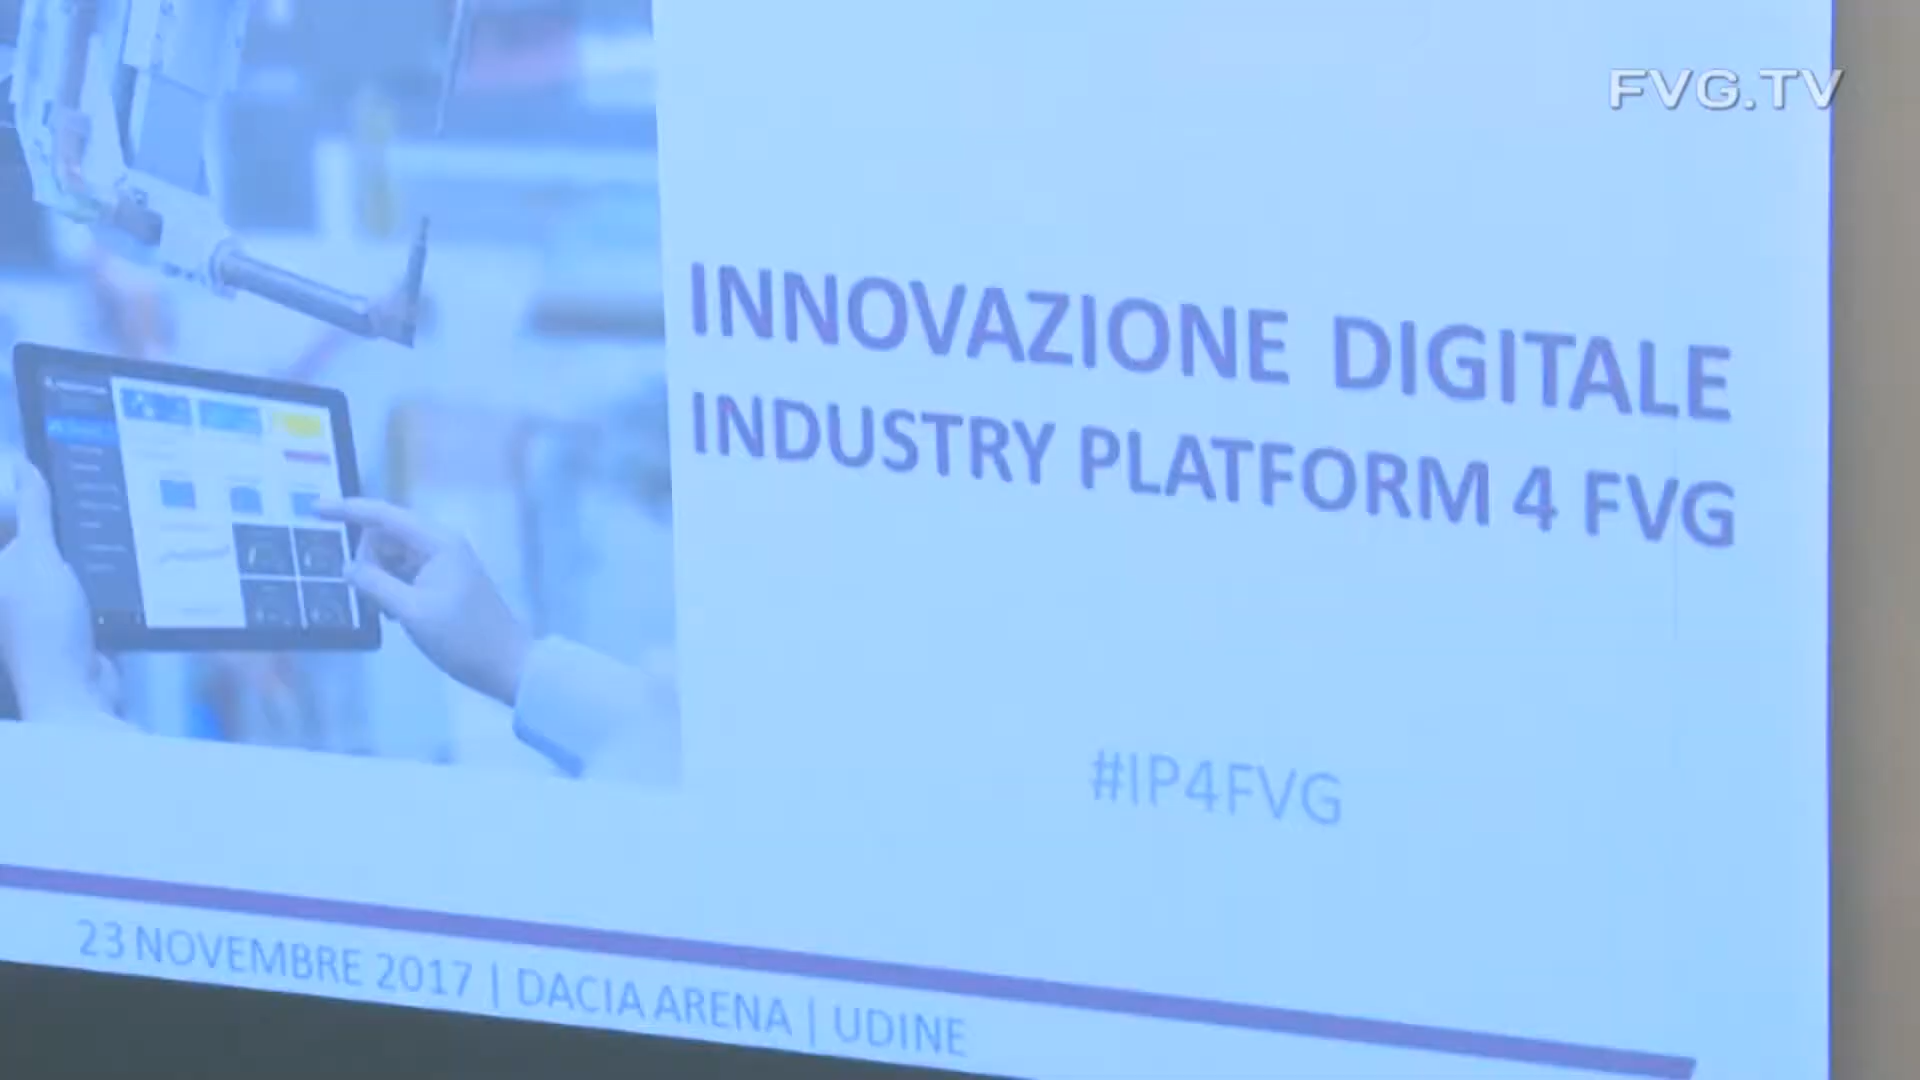 FVG.TV
INNOVAZIONE DIGITALE
INDUSTRY PLATFORM 4 FVG
#IP4FVG
23 NOVEMBRE 2017 | DACIA ARENA | UDINE